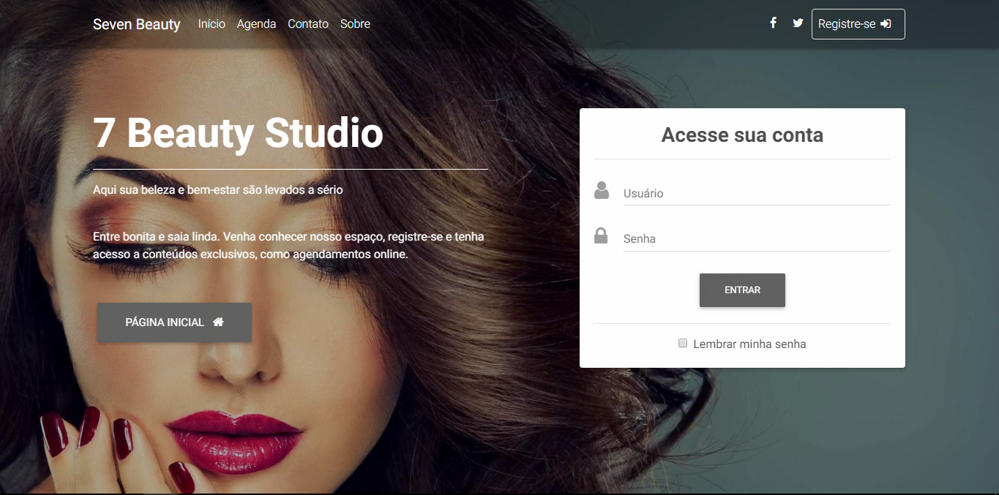 Seven Beauty Início Agenda Contato Sobre Registre-se
7 Beauty Studio
Aqui sua beleza e bem-estar são levados a sério
Entre bonita e saia linda. Venha conhecer nosso espaço, registre-se e tenha
acesso a conteúdos exclusivos, como agendamentos online.
PÁGINA INICIAL
Acesse sua conta
Usuário
Senha
ENTRAR
Lembrar minha senha